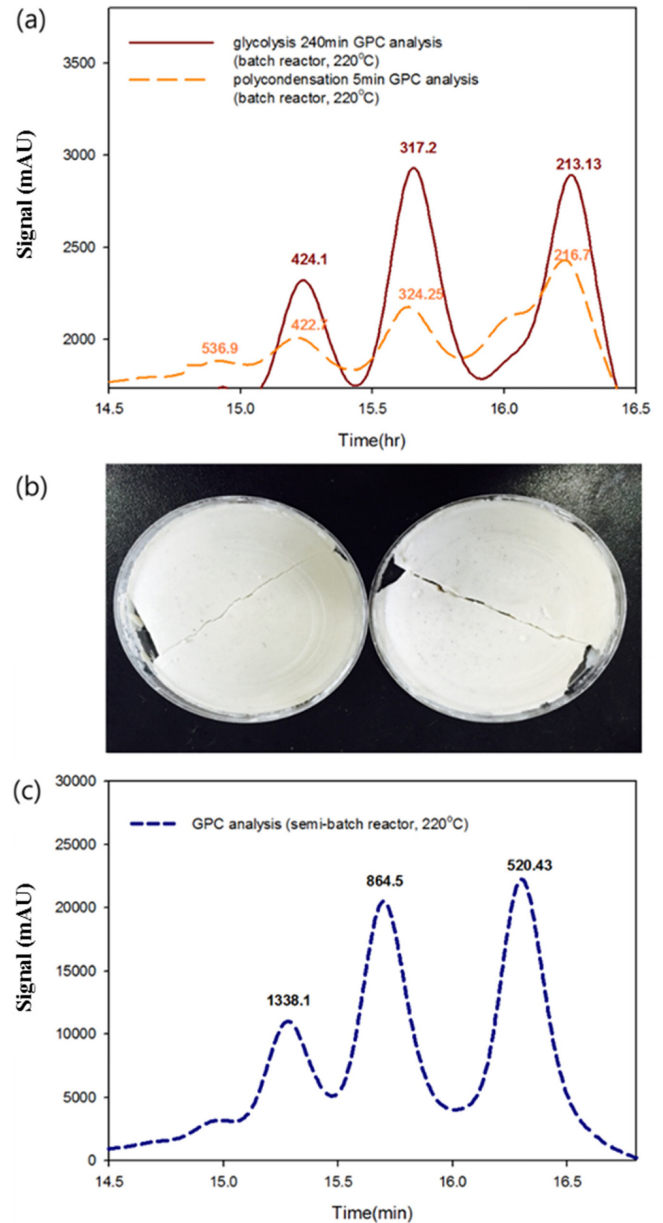 (a)
glycolysis 240min GPC analysis
(batch reactor, 220°C)
polycondensation 5min GPC analysis
(batch reactor, 220°C)
Signal (mAU)
3500
3000
2500
2000
317.2
213.13
424.1
216.7
324.25
422.7
536.9
14.5 15.0 15.5 16.0 16.5
Time(hr)
(b)
(c)
GPC analysis (semi-batch reactor, 220°C)
Signal (mAU)
30000
25000
20000
15000
10000
5000
0
520.43
864.5
1338.1
14.5 15.0 15.5 16.0 16.5
Time(min)